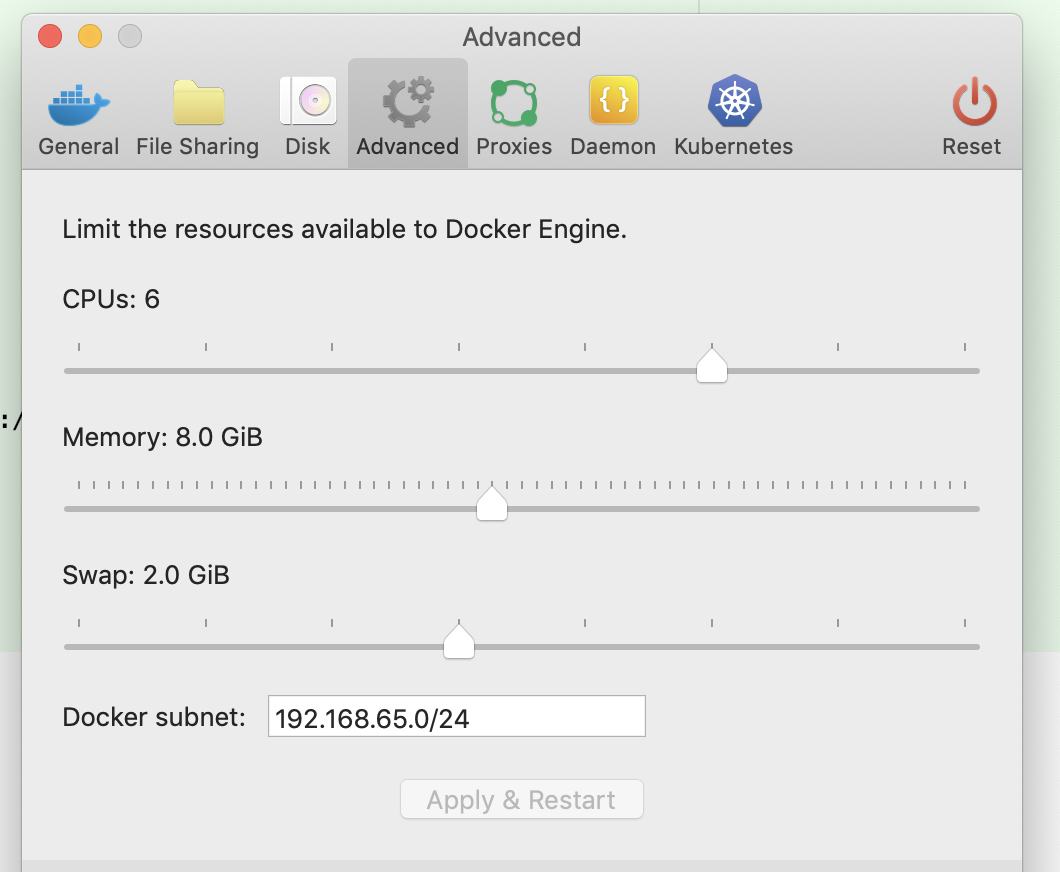 Advanced
General File Sharing Disk Advanced Proxies Daemon Kubernetes Reset
Limit the resources available to Docker Engine.
CPUs: 6
:/
Memory: 8.0 GiB
Swap: 2.0 GiB
Docker subnet: 192.168.65.0/24
Apply & Restart